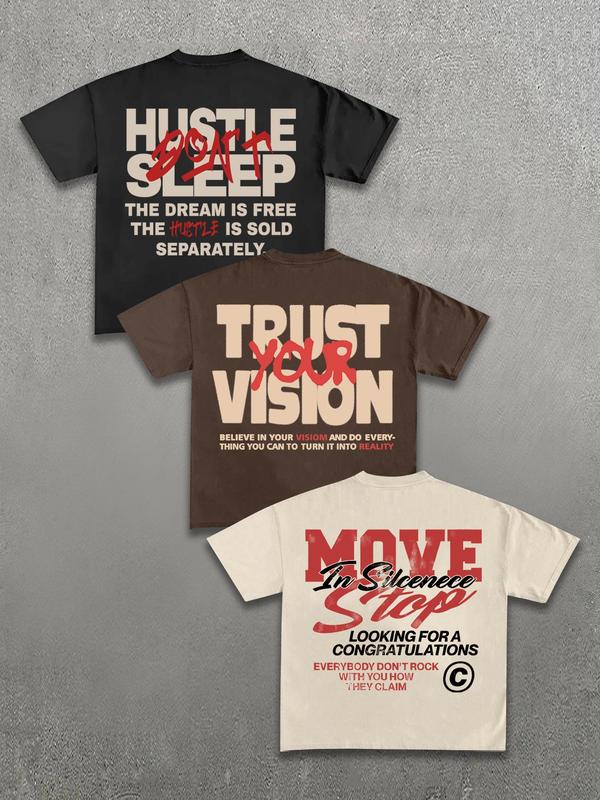 HUSTLE
DON'T
SLEEP
THE DREAM IS FREE
THE HUSTLE IS SOLD
SEPARATELY.
TRUST
YOUR
VISION
BELIEVE IN YOUR VISIOM AND DO EVERY-
THING YOU CAN TO TURN IT INTO REALITY
MOVE
In Silcenece
Stop
LOOKING FOR A
CONGRATULATIONS
EVERYBODY DON'T ROCK
WITH YOU HOW
THEY CLAIM
©